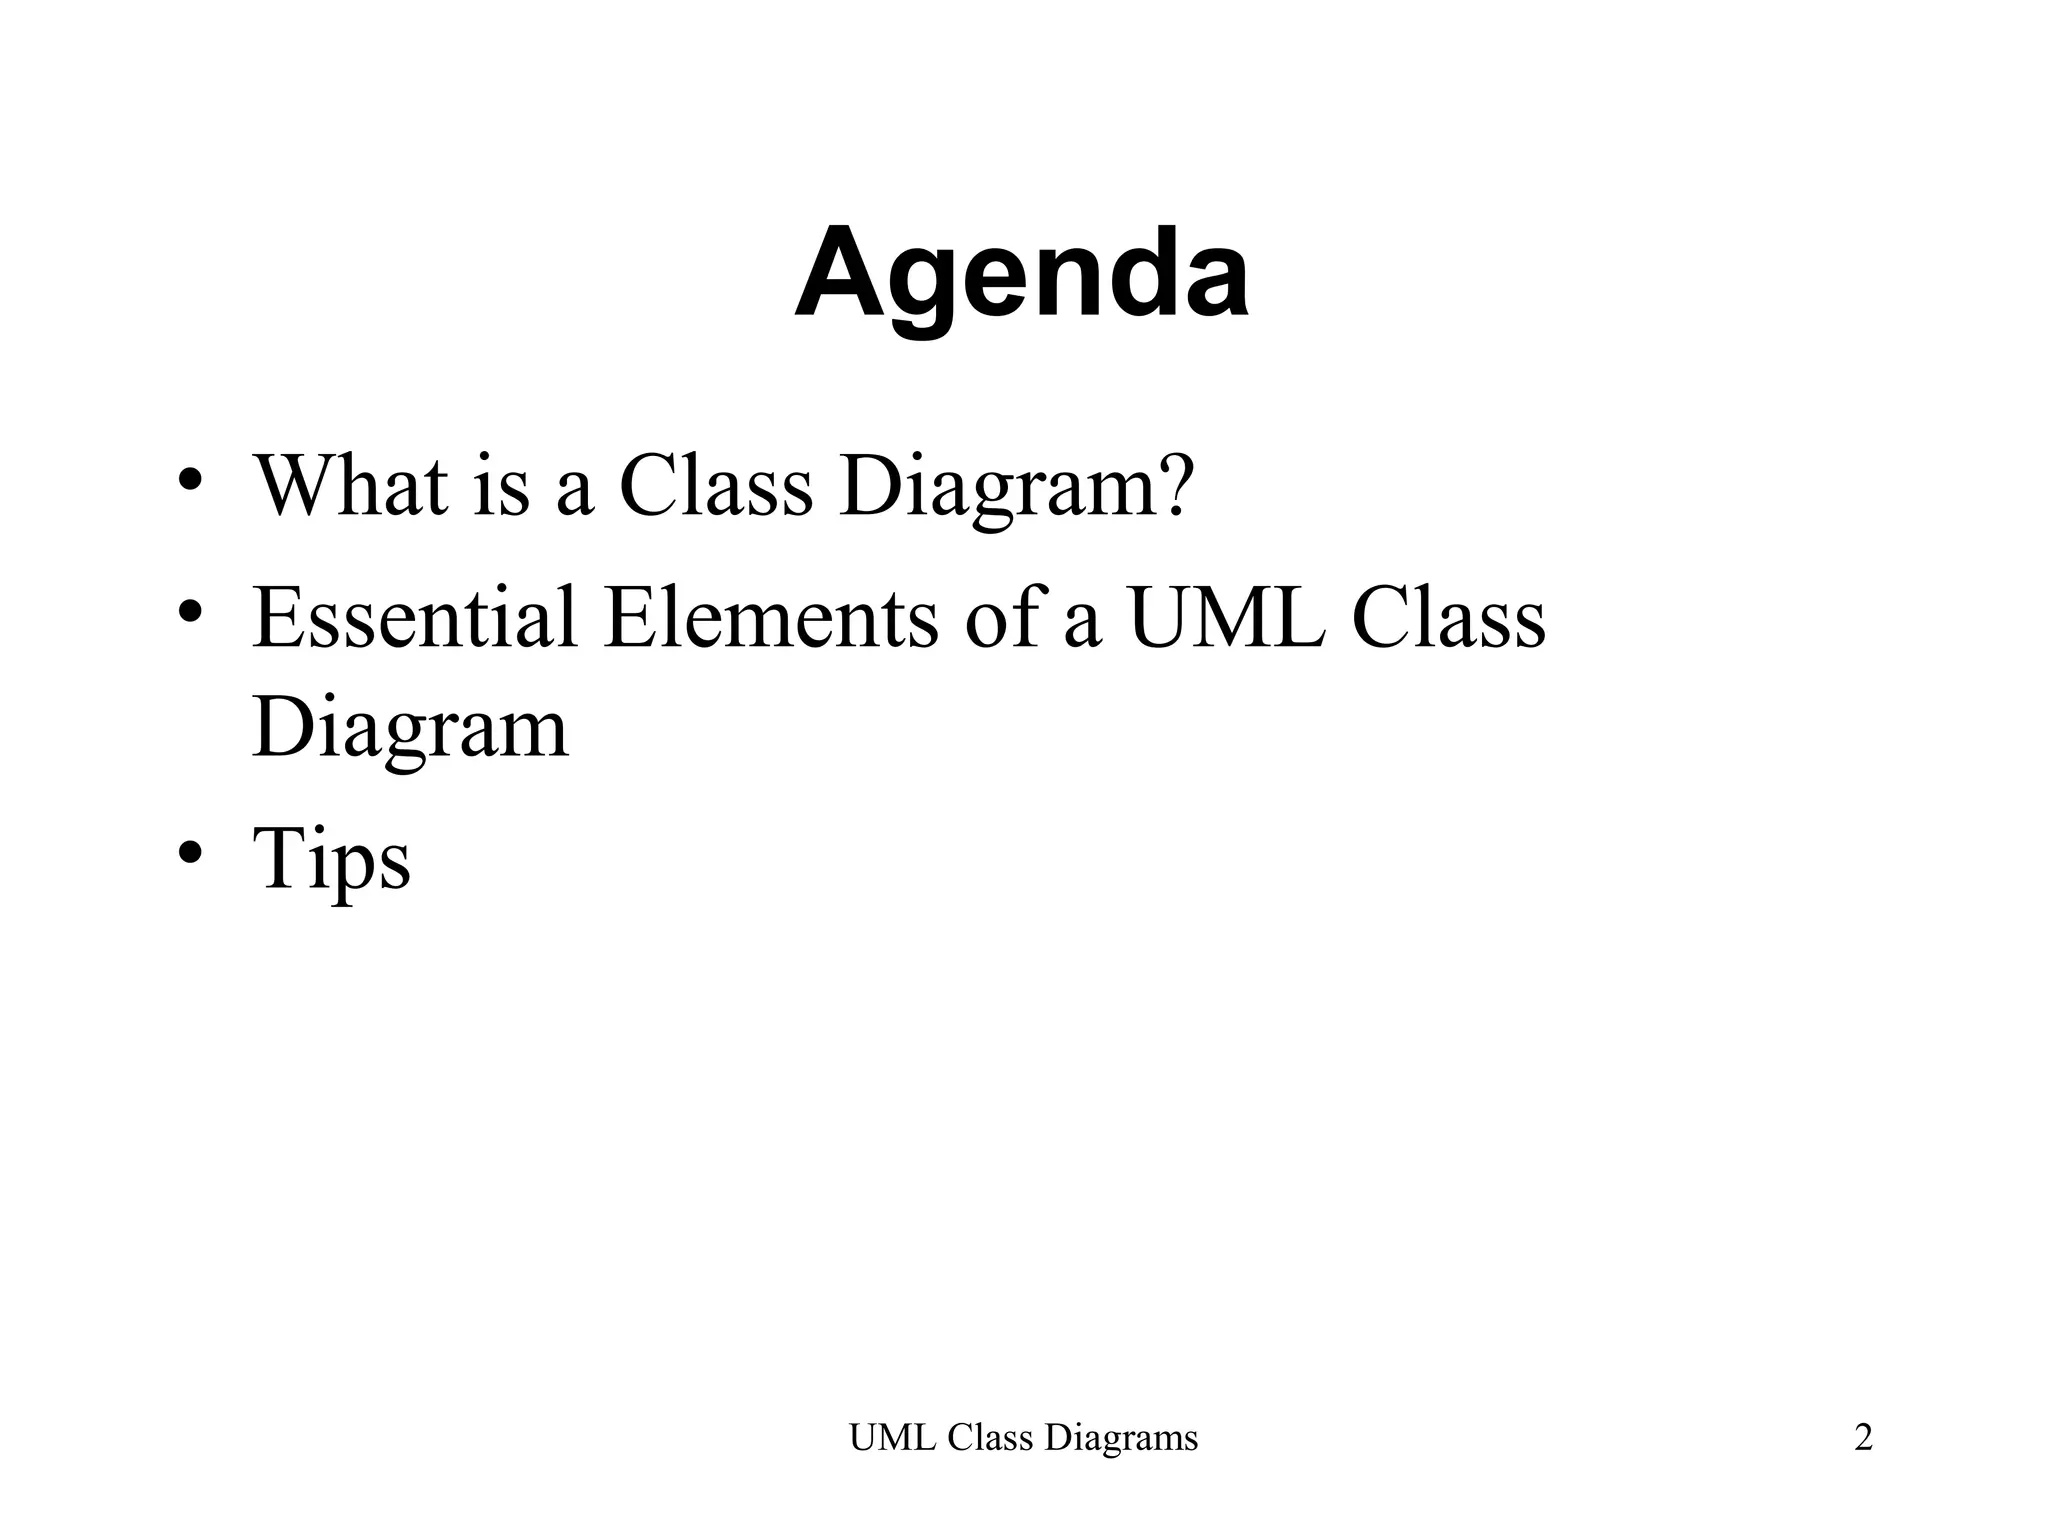 Agenda
• What is a Class Diagram?
• Essential Elements of a UML Class
Diagram
• Tips
UML Class Diagrams
2